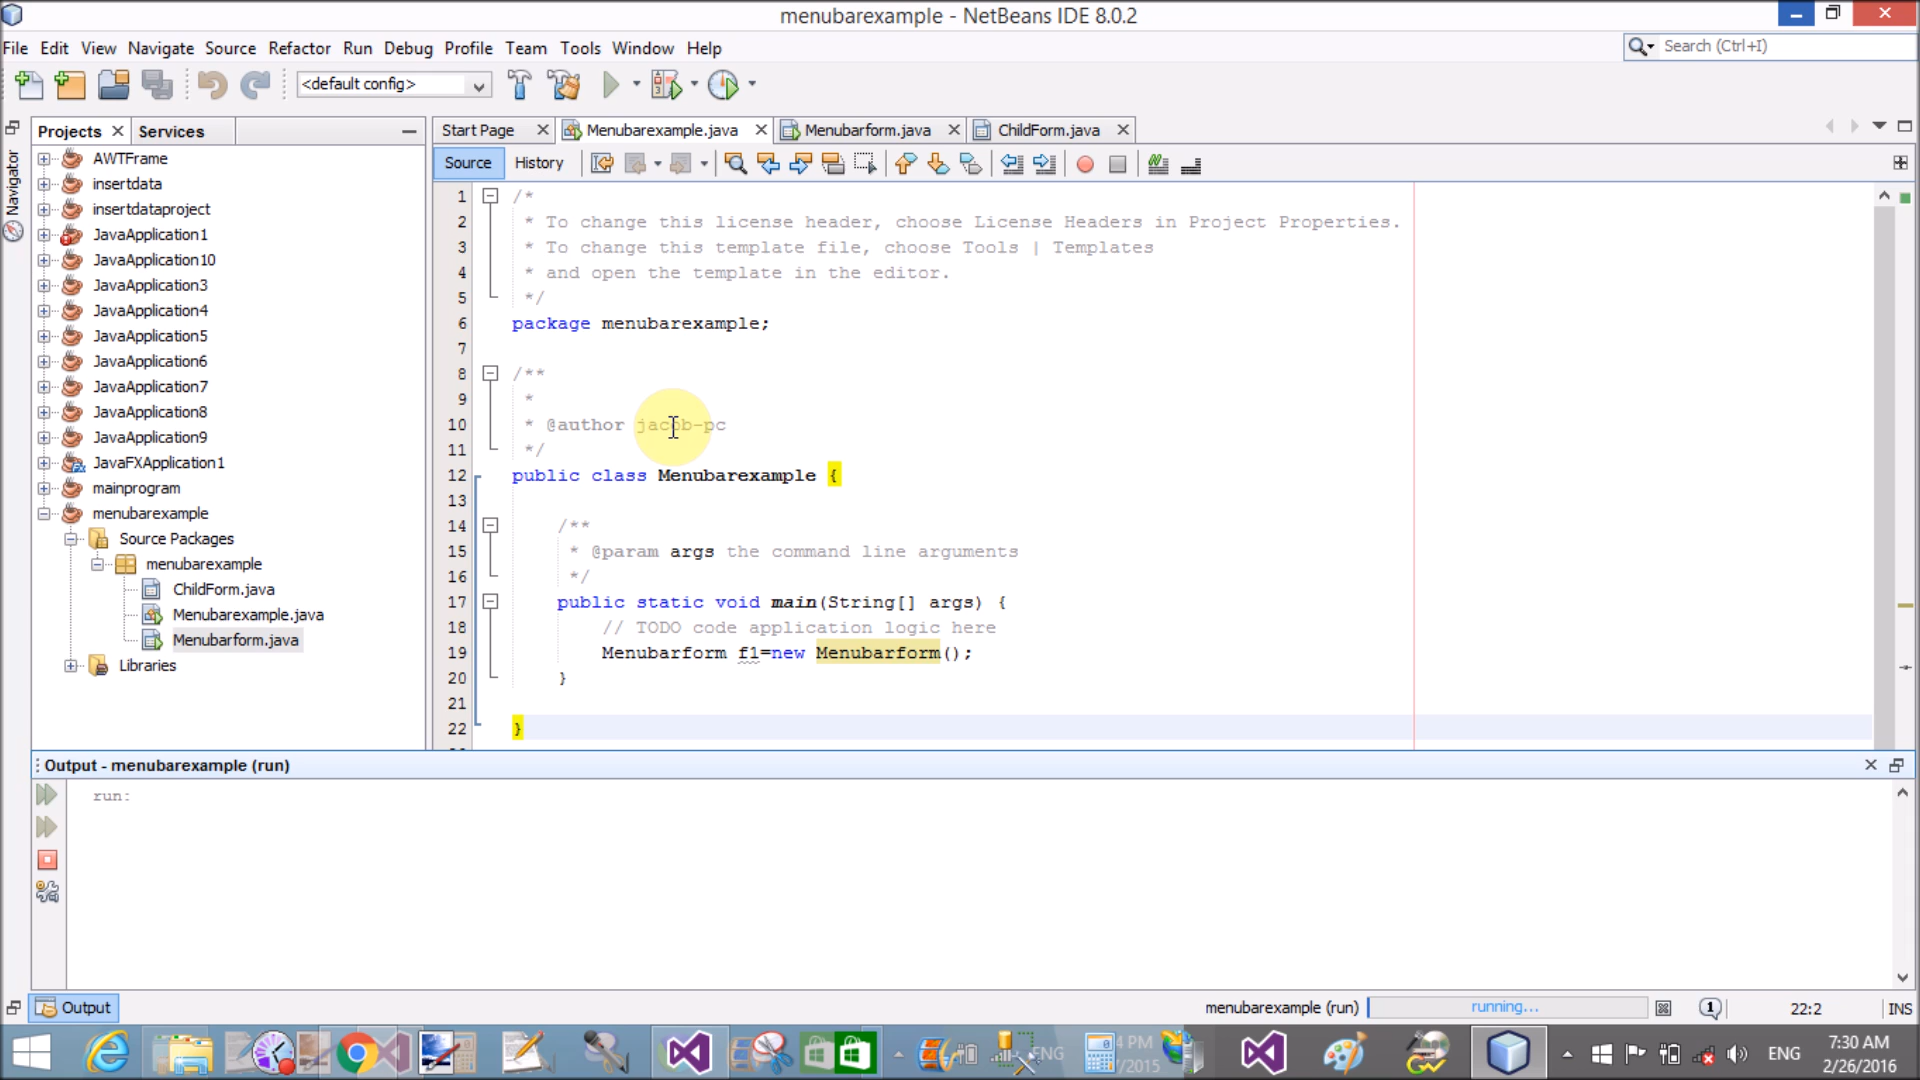 menubarexample - NetBeans IDE 8.0.2
File Edit View Navigate Source Refactor Run Debug Profile Team Tools Window Help
Search (Ctrl+I)
<default config>
Projects Services
Start Page Menubarexample.java Menubarform.java ChildForm.java
Source History
Navigator
AWTFrame
insertdata
insertdataproject
JavaApplication1
JavaApplication10
JavaApplication3
JavaApplication4
JavaApplication5
JavaApplication6
JavaApplication7
JavaApplication8
JavaApplication9
JavaFXApplication1
mainprogram
menubarexample
Source Packages
menubarexample
ChildForm.java
Menubarexample.java
Menubarform.java
Libraries
1 /*
2 * To change this license header, choose License Headers in Project Properties.
3 * To change this template file, choose Tools | Templates
4 * and open the template in the editor.
5 */
6 package menubarexample;
7
8 /**
9 *
10 * @author jacob-pc
11 */
12 public class Menubarexample {
13
14 /**
15 * @param args the command line arguments
16 */
17 public static void main(String[] args) {
18 // TODO code application logic here
19 Menubarform f1=new Menubarform();
20 }
21
22 }
Output - menubarexample (run)
run:
Output
menubarexample (run) running... 22:2 INS
ENG 7:30 AM
2/26/2016